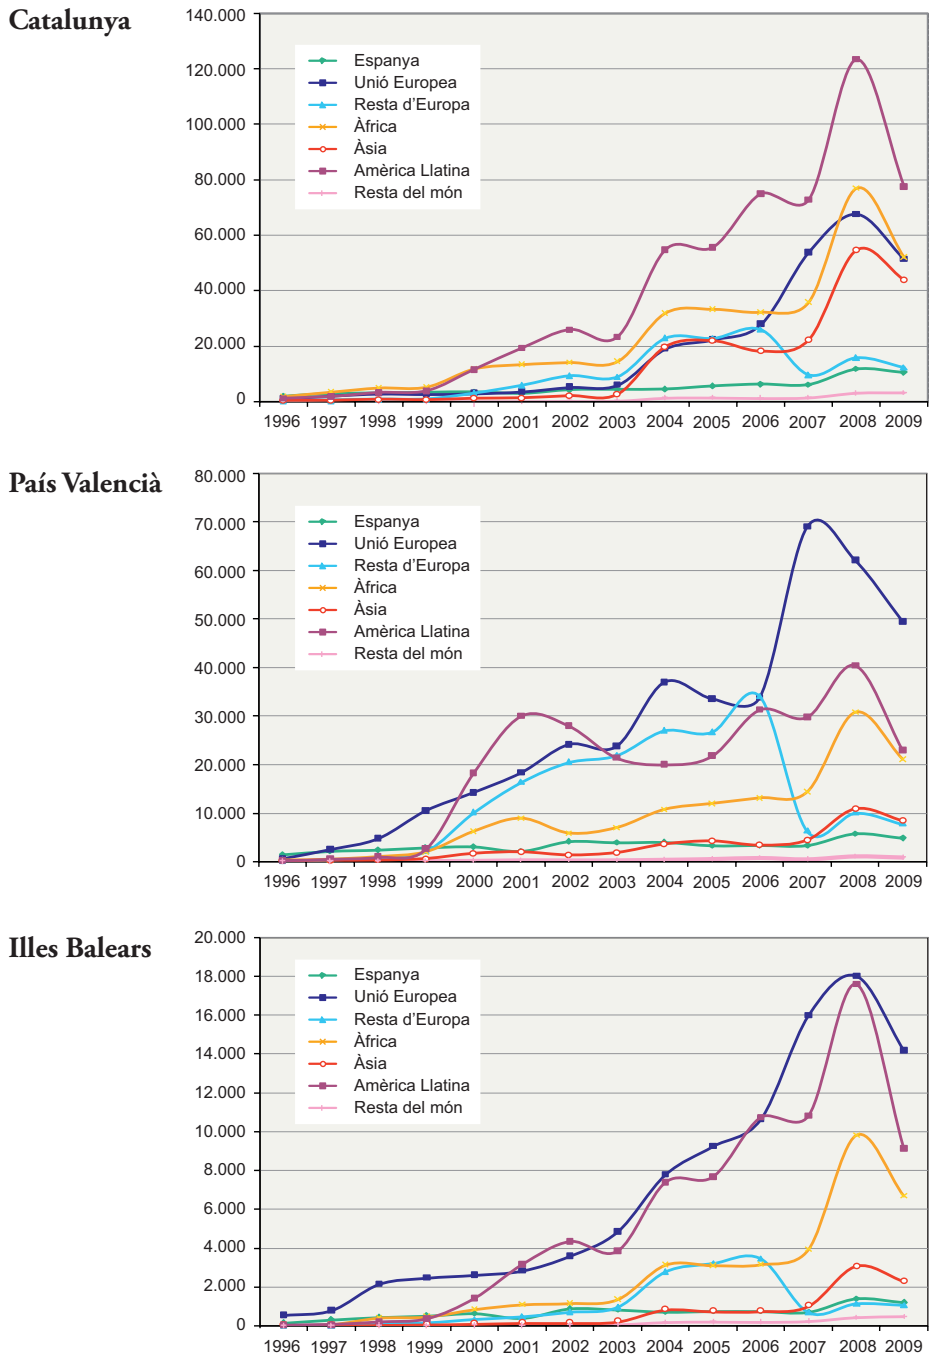 Catalunya
140.000
120.000
100.000
80.000
60.000
40.000
20.000
0
Espanya
Unió Europea
Resta d'Europa
Àfrica
Àsia
Amèrica Llatina
Resta del món
1996 1997 1998 1999 2000 2001 2002 2003 2004 2005 2006 2007 2008 2009
País Valencià
80.000
70.000
60.000
50.000
40.000
30.000
20.000
10.000
0
Espanya
Unió Europea
Resta d'Europa
Àfrica
Àsia
Amèrica Llatina
Resta del món
1996 1997 1998 1999 2000 2001 2002 2003 2004 2005 2006 2007 2008 2009
Illes Balears
20.000
18.000
16.000
14.000
12.000
10.000
8.000
6.000
4.000
2.000
0
Espanya
Unió Europea
Resta d'Europa
Àfrica
Àsia
Amèrica Llatina
Resta del món
1996 1997 1998 1999 2000 2001 2002 2003 2004 2005 2006 2007 2008 2009